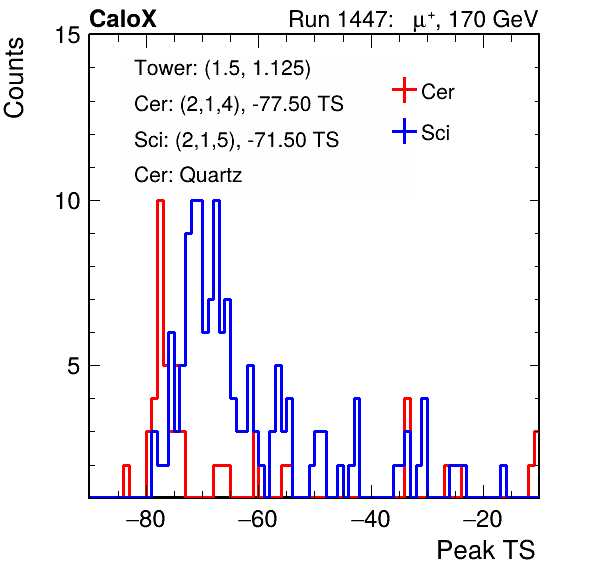 CaloX Run 1447: μ⁺, 170 GeV
Counts
15
10
5
Tower: (1.5, 1.125)
Cer: (2,1,4), -77.50 TS
Sci: (2,1,5), -71.50 TS
Cer: Quartz
Cer
Sci
−80 −60 −40 −20
Peak TS